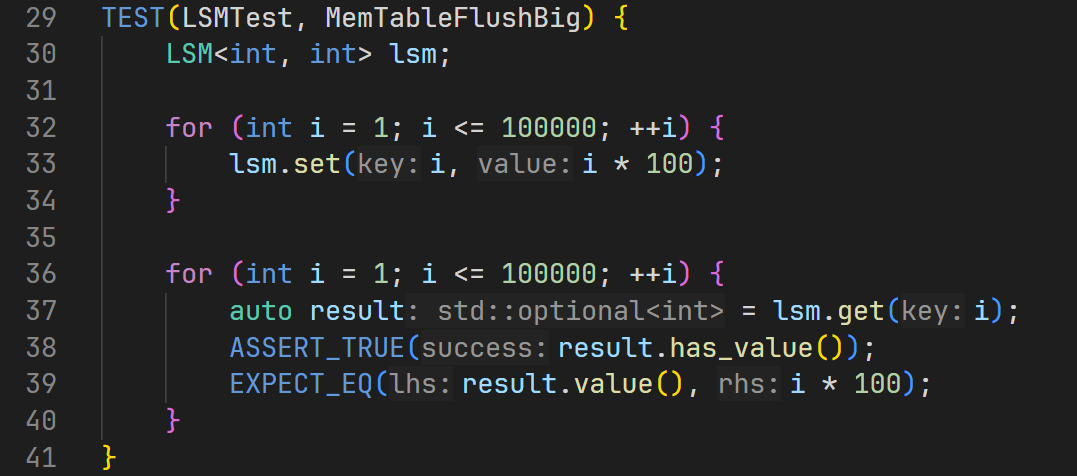 29 TEST(LSMTest, MemTableFlushBig) {
30     LSM<int, int> lsm;
31
32     for (int i = 1; i <= 100000; ++i) {
33         lsm.set(key: i, value: i * 100);
34     }
35
36     for (int i = 1; i <= 100000; ++i) {
37         auto result: std::optional<int> = lsm.get(key: i);
38         ASSERT_TRUE(success: result.has_value());
39         EXPECT_EQ(lhs: result.value(), rhs: i * 100);
40     }
41 }